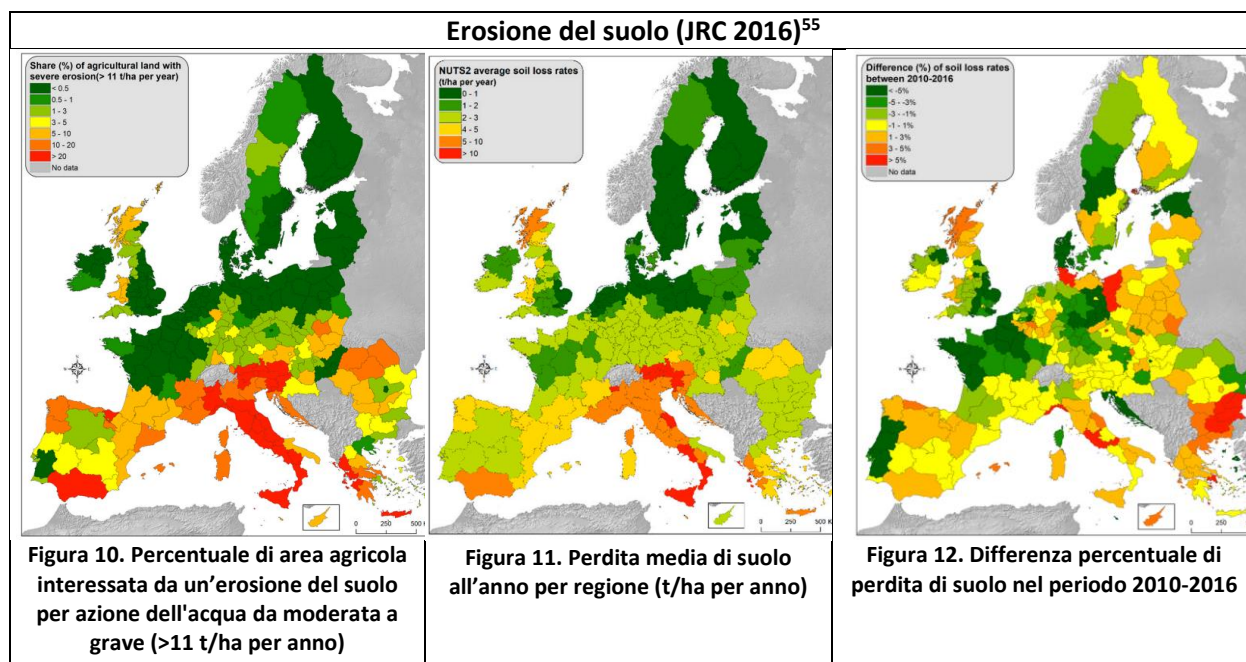 Erosione del suolo (JRC 2016)55
Share (%) of agricultural land with
severe erosion(> 11 t/ha per year)
< 0.5
0.5 - 1
1 - 3
3 - 5
5 - 10
10 - 20
> 20
No data
0 250 500 K
Figura 10. Percentuale di area agricola
interessata da un'erosione del suolo
per azione dell'acqua da moderata a
grave (>11 t/ha per anno)
NUTS2 average soil loss rates
(t/ha per year)
0 - 1
1 - 2
2 - 3
4 - 5
5 - 10
> 10
No data
0 250 500 K
Figura 11. Perdita media di suolo
all'anno per regione (t/ha per anno)
Difference (%) of soil loss rates
between 2010-2016
< -5%
-5 - -3%
-3 - -1%
-1 - 1%
1 - 3%
3 - 5%
> 5%
No data
0 250
Figura 12. Differenza percentuale di
perdita di suolo nel periodo 2010-2016